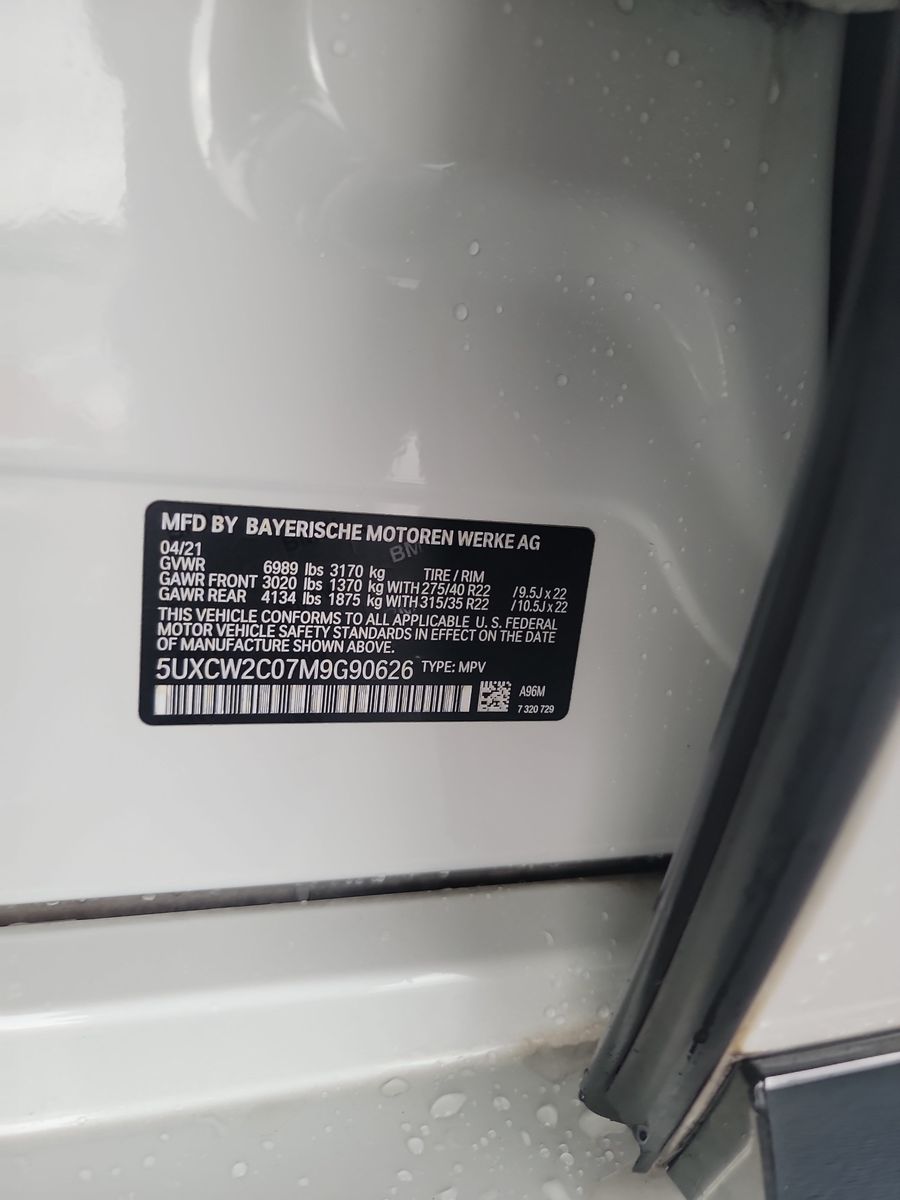 MFD BY BAYERISCHE MOTOREN WERKE AG
04/21
GVWR 6989 lbs 3170 kg TIRE / RIM
GAWR FRONT 3020 lbs 1370 kg WITH 275/40 R22 / 9.5J x 22
GAWR REAR 4134 lbs 1875 kg WITH 315/35 R22 / 10.5J x 22
THIS VEHICLE CONFORMS TO ALL APPLICABLE U. S. FEDERAL
MOTOR VEHICLE SAFETY STANDARDS IN EFFECT ON THE DATE
OF MANUFACTURE SHOWN ABOVE.
5UXCW2C07M9G90626 TYPE: MPV
A96M
7 320 729